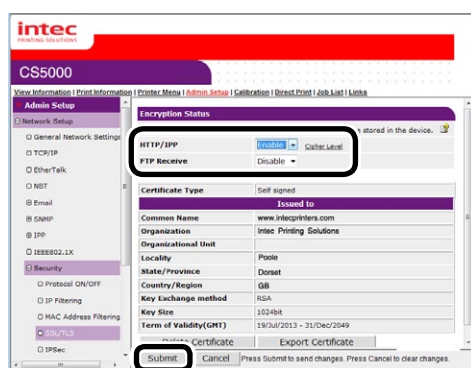 intec
PRINTING SOLUTIONS
CS5000
View Information | Print Information | Printer Menu | Admin Setup | Calibration | Direct Print | Job List | Links
Admin Setup
Network Setup
General Network Settings
TCP/IP
EtherTalk
NBT
Email
SNMP
IPP
IEEE802.1X
Security
Protocol ON/OFF
IP Filtering
MAC Address Filtering
SSL/TLS
IPSec
Encryption Status
stored in the device.
HTTP/IPP Enable Cipher Level
FTP Receive Disable
Certificate Type Self signed
Issued to
Common Name www.intecprinters.com
Organization Intec Printing Solutions
Organizational Unit
Locality Poole
State/Province Dorset
Country/Region GB
Key Exchange method RSA
Key Size 1024bit
Term of Validity(GMT) 19/Jul/2013 - 31/Dec/2049
Delete Certificate Export Certificate
Submit Cancel Press Submit to send changes. Press Cancel to clear changes.